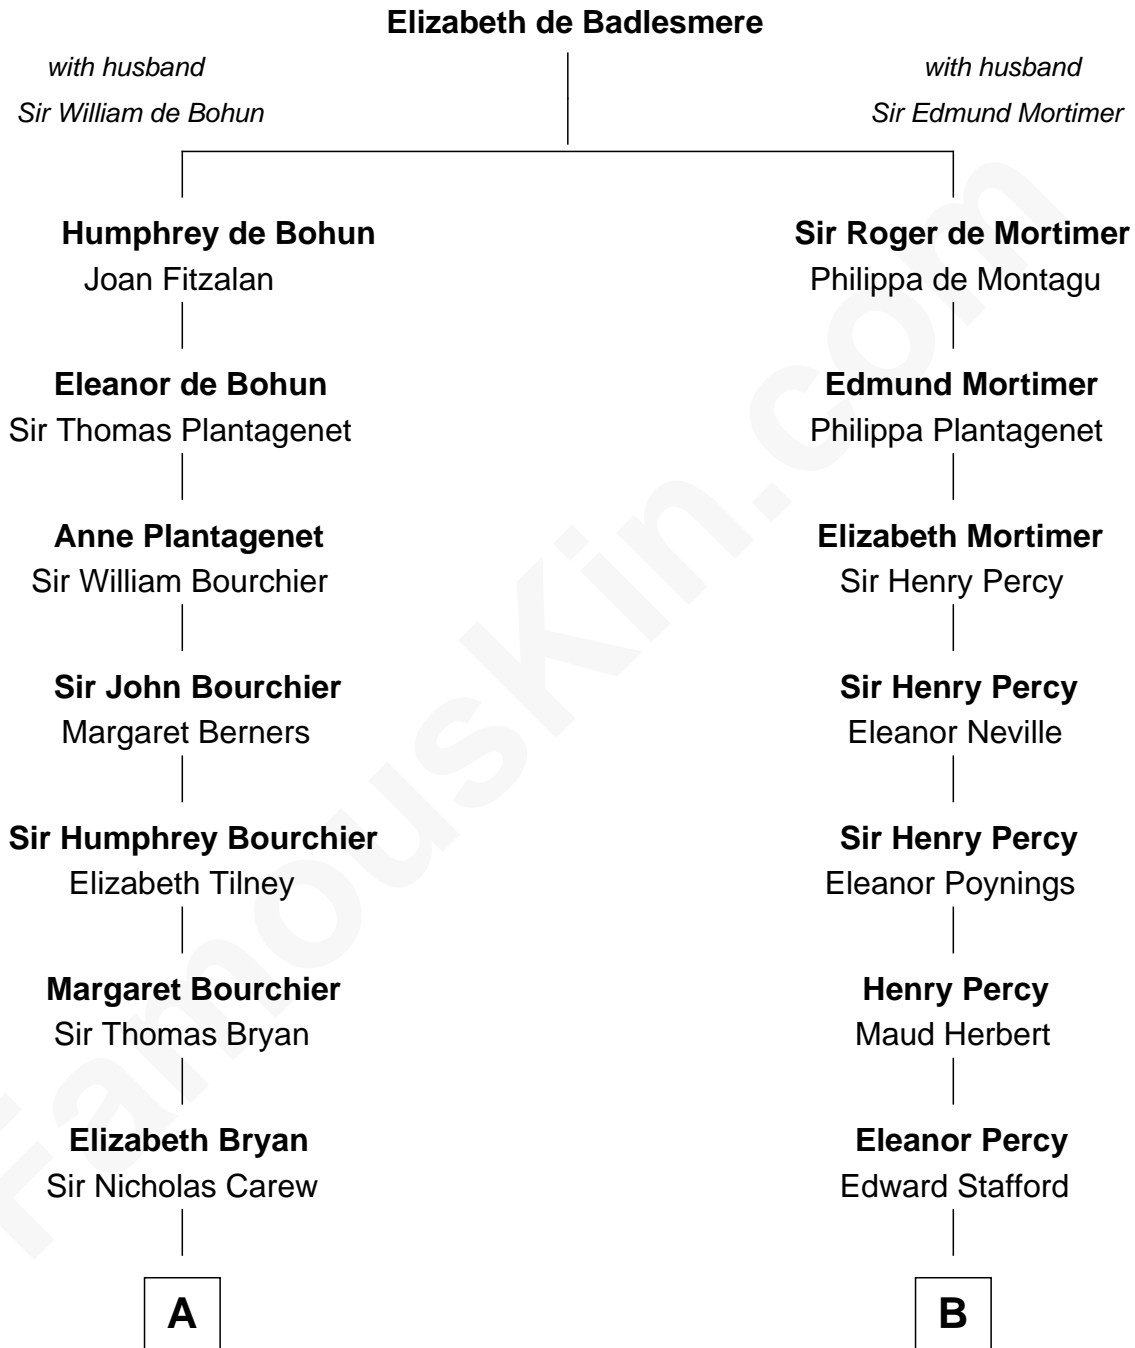 Elizabeth de Badlesmere
with husband
Sir William de Bohun
with husband
Sir Edmund Mortimer
Humphrey de Bohun
Joan Fitzalan
Eleanor de Bohun
Sir Thomas Plantagenet
Anne Plantagenet
Sir William Bourchier
Sir John Bourchier
Margaret Berners
Sir Humphrey Bourchier
Elizabeth Tilney
Margaret Bourchier
Sir Thomas Bryan
Elizabeth Bryan
Sir Nicholas Carew
A
Sir Roger de Mortimer
Philippa de Montagu
Edmund Mortimer
Philippa Plantagenet
Elizabeth Mortimer
Sir Henry Percy
Sir Henry Percy
Eleanor Neville
Sir Henry Percy
Eleanor Poynings
Henry Percy
Maud Herbert
Eleanor Percy
Edward Stafford
B
FamousKin.com